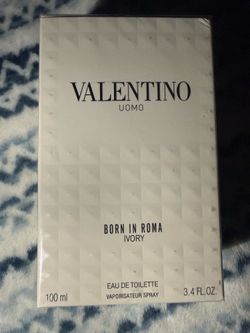 VALENTINO
UOMO
BORN IN ROMA
IVORY
EAU DE TOILETTE
100 ml VAPORISATEUR SPRAY 3.4 FL.OZ.